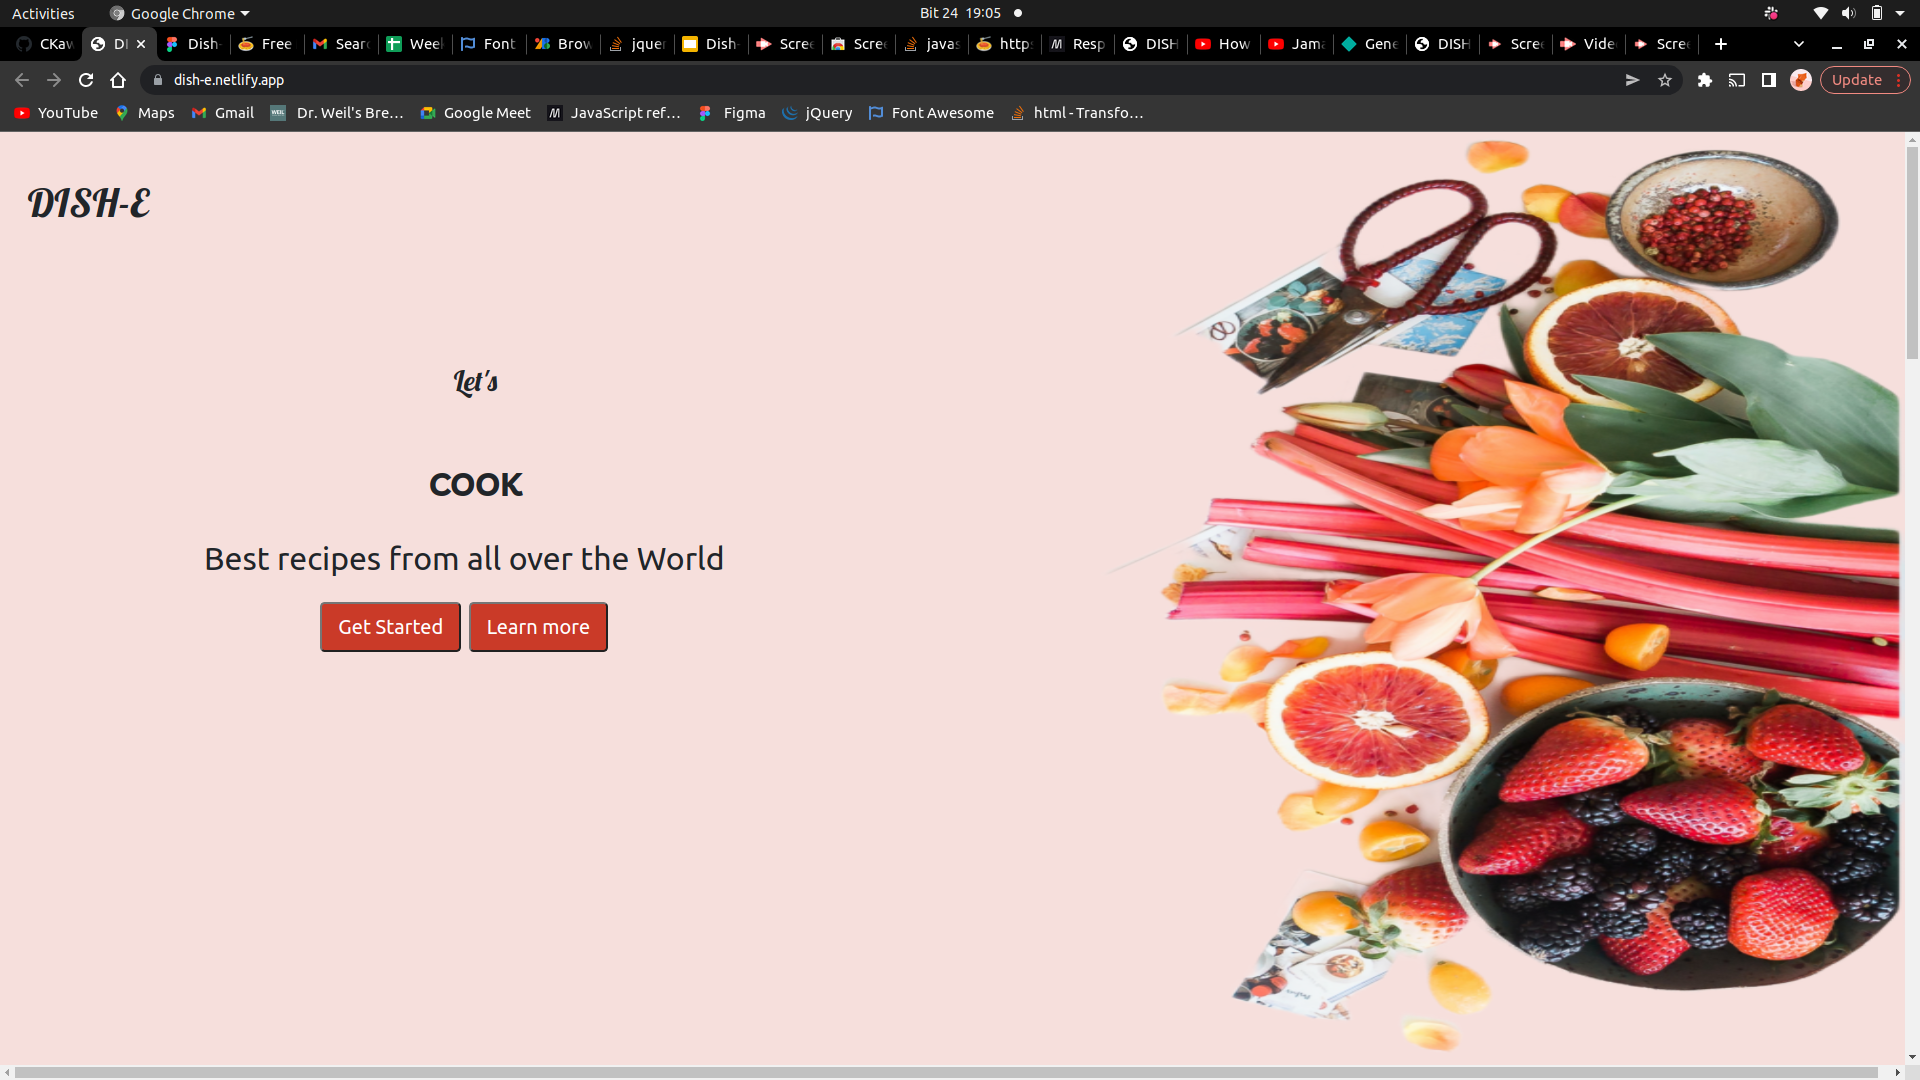 Activities Google Chrome Bit 24 19:05
CKaw DI Dish- Free Sear Weel Font Brow jquer Dish- Scree Scree javas http: Resp DISH How Jama Gene DISH Scree Video Scree
dish-e.netlify.app Update
YouTube Maps Gmail WEIL Dr. Weil's Bre... Google Meet M JavaScript ref... Figma jQuery Font Awesome html - Transfo...
DISH-E
Let's
COOK
Best recipes from all over the World
Get Started Learn more